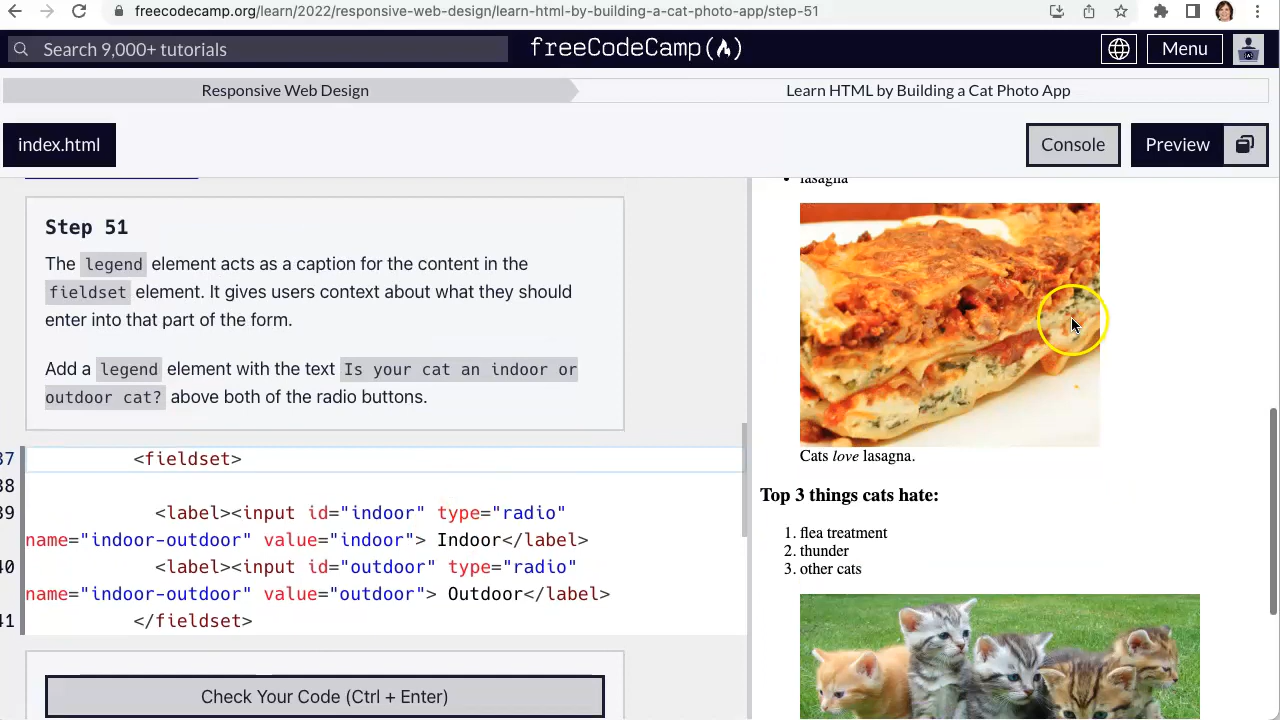 freecodecamp.org/learn/2022/responsive-web-design/learn-html-by-building-a-cat-photo-app/step-51
Search 9,000+ tutorials
freeCodeCamp
Menu
Responsive Web Design
Learn HTML by Building a Cat Photo App
index.html
Console
Preview
Step 51
The legend element acts as a caption for the content in the
fieldset element. It gives users context about what they should
enter into that part of the form.
Add a legend element with the text Is your cat an indoor or
outdoor cat? above both of the radio buttons.
37 <fieldset>
38
39 <label><input id="indoor" type="radio"
name="indoor-outdoor" value="indoor"> Indoor</label>
40 <label><input id="outdoor" type="radio"
name="indoor-outdoor" value="outdoor"> Outdoor</label>
41 </fieldset>
Check Your Code (Ctrl + Enter)
lasagna
Cats love lasagna.
Top 3 things cats hate:
1. flea treatment
2. thunder
3. other cats